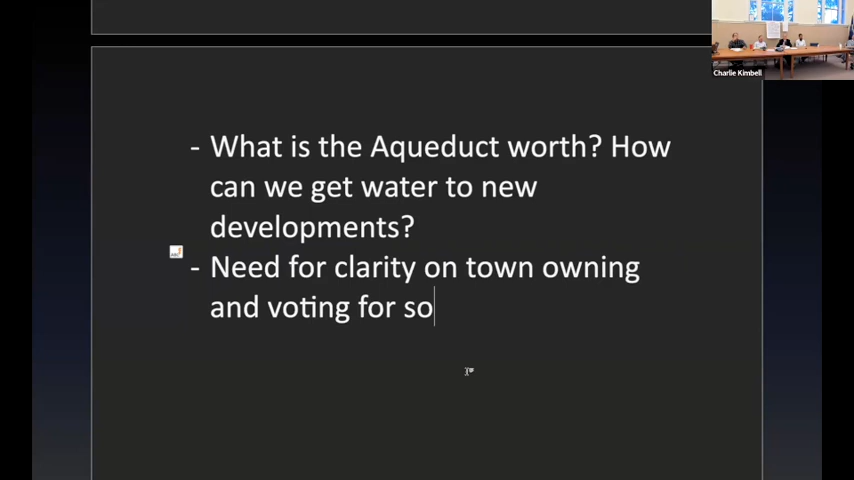 Charlie Kimbell
- What is the Aqueduct worth? How
can we get water to new
developments?
- Need for clarity on town owning
and voting for so